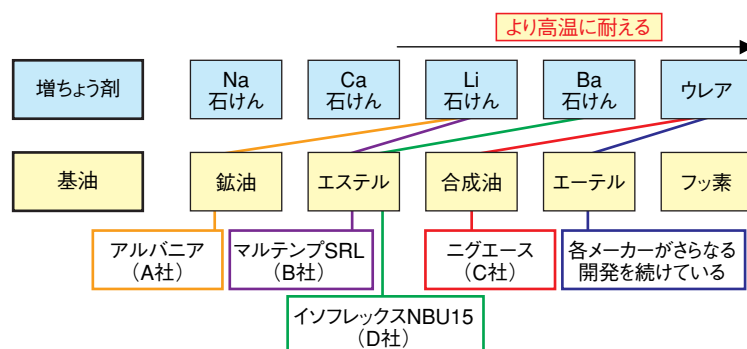 より高温に耐える
増ちょう剤
Na
石けん
Ca
石けん
Li
石けん
Ba
石けん
ウレア
基油
鉱油
エステル
合成油
エーテル
フッ素
アルバニア
（A社）
マルテンプSRL
（B社）
ニグエース
（C社）
各メーカーがさらなる
開発を続けている
イソフレックスNBU15
（D社）